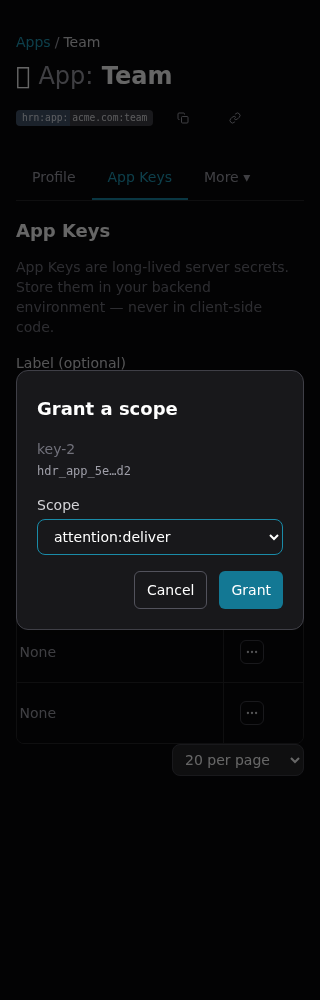 Apps / Team
App: Team
hrn:app: acme.com:team
Profile
App Keys
More ▾
App Keys
App Keys are long-lived server secrets.
Store them in your backend
environment — never in client-side
code.
Label (optional)
Grant a scope
key-2
hdr_app_5e…d2
Scope
attention:deliver
Cancel
Grant
None
None
20 per page